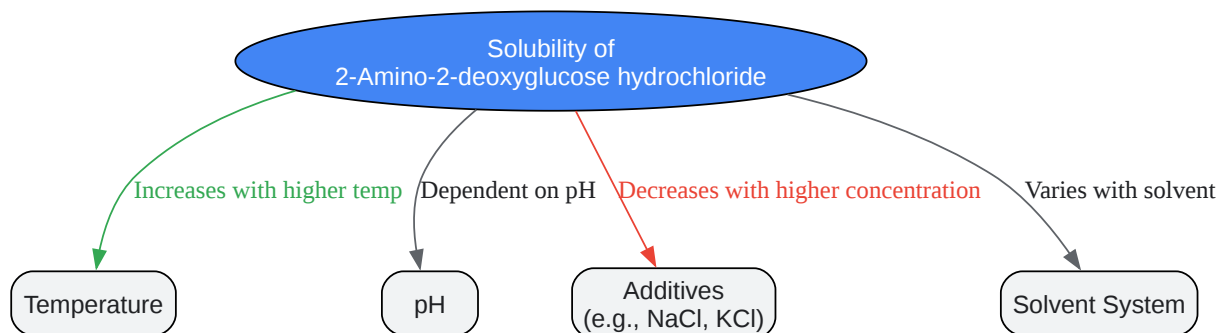 Solubility of
2-Amino-2-deoxyglucose hydrochloride
Increases with higher temp
Dependent on pH
Decreases with higher concentration
Varies with solvent
Temperature
pH
Additives
(e.g., NaCl, KCl)
Solvent System